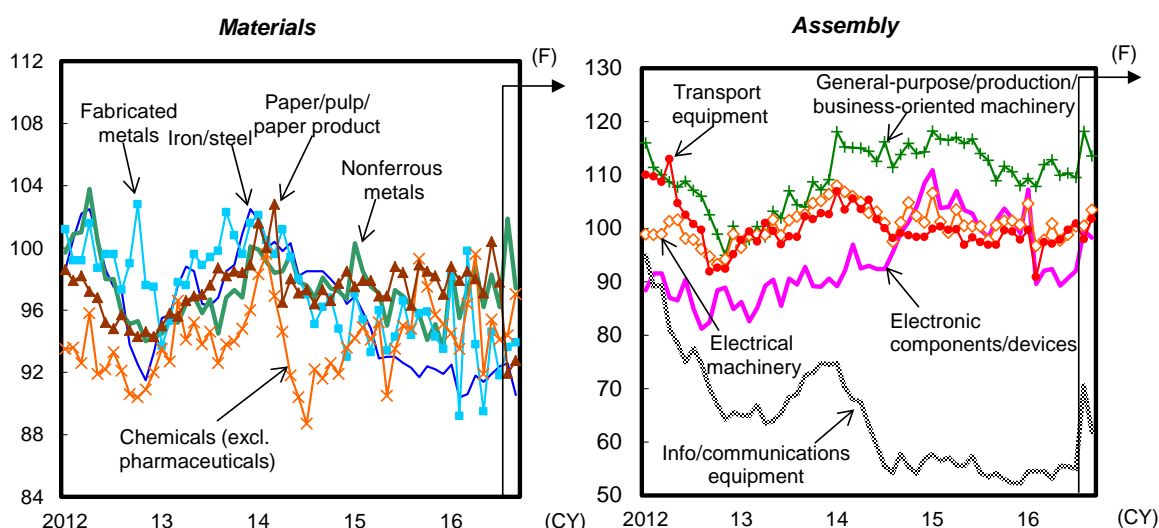 Materials
112
108
104
100
96
92
88
84
2012
13
14
15
16
(CY)
(F)
Fabricated
metals
Iron/steel
Paper/pulp/
paper product
Nonferrous
metals
Chemicals (excl.
pharmaceuticals)
Assembly
130
120
110
100
90
80
70
60
50
2012
13
14
15
16
(CY)
(F)
Transport
equipment
General-purpose/production/
business-oriented machinery
Electrical
machinery
Electronic
components/devices
Info/communications
equipment